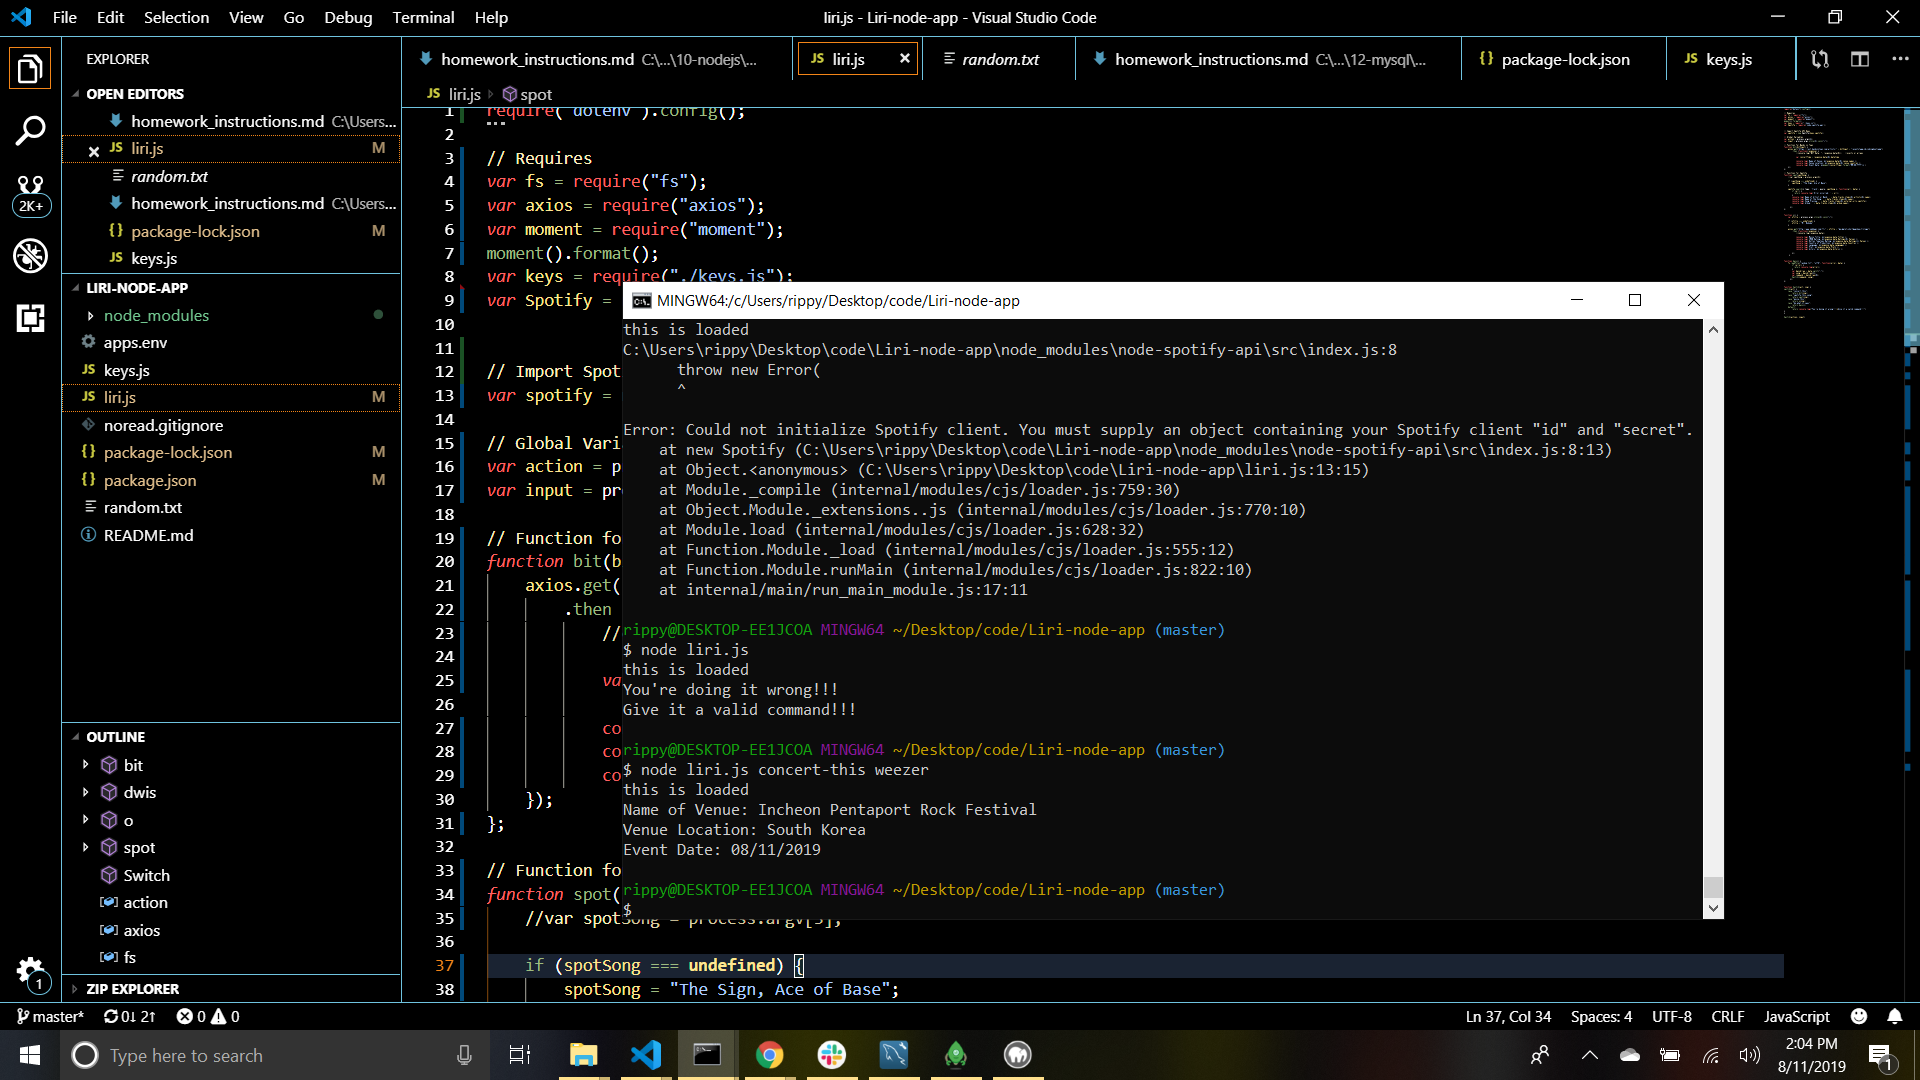 File Edit Selection View Go Debug Terminal Help
liri.js - Liri-node-app - Visual Studio Code
EXPLORER
OPEN EDITORS
homework_instructions.md C:\Users...
liri.js M
random.txt
homework_instructions.md C:\Users...
package-lock.json M
keys.js
LIRI-NODE-APP
node_modules
apps.env
keys.js
liri.js M
noread.gitignore
package-lock.json M
package.json M
random.txt
README.md
OUTLINE
bit
dwis
o
spot
Switch
action
axios
fs
ZIP EXPLORER
2K+
1
homework_instructions.md C:\...\10-nodejs\...
JS liri.js
random.txt
homework_instructions.md C:\...\12-mysql\...
{} package-lock.json
JS keys.js
JS liri.js spot
1 require('dotenv').config();
2
3 // Requires
4 var fs = require("fs");
5 var axios = require("axios");
6 var moment = require("moment");
7 moment().format();
8 var keys = require("./keys.js");
9 var Spotify =
10
11
12 // Import Spot
13 var spotify =
14
15 // Global Vari
16 var action = p
17 var input = pr
18
19 // Function fo
20 function bit(b
21 axios.get(
22 .then
23 //
24
25 va
26
27 co
28 co
29 co
30 });
31 };
32
33 // Function fo
34 function spot(
35 //var spotSong = process.argv[3];
36
37 if (spotSong === undefined) {
38 spotSong = "The Sign, Ace of Base";
MINGW64:/c/Users/rippy/Desktop/code/Liri-node-app
this is loaded
C:\Users\rippy\Desktop\code\Liri-node-app\node_modules\node-spotify-api\src\index.js:8
throw new Error(
^
Error: Could not initialize Spotify client. You must supply an object containing your Spotify client "id" and "secret".
at new Spotify (C:\Users\rippy\Desktop\code\Liri-node-app\node_modules\node-spotify-api\src\index.js:8:13)
at Object.<anonymous> (C:\Users\rippy\Desktop\code\Liri-node-app\liri.js:13:15)
at Module._compile (internal/modules/cjs/loader.js:759:30)
at Object.Module._extensions..js (internal/modules/cjs/loader.js:770:10)
at Module.load (internal/modules/cjs/loader.js:628:32)
at Function.Module._load (internal/modules/cjs/loader.js:555:12)
at Function.Module.runMain (internal/modules/cjs/loader.js:822:10)
at internal/main/run_main_module.js:17:11
rippy@DESKTOP-EE1JCOA MINGW64 ~/Desktop/code/Liri-node-app (master)
$ node liri.js
this is loaded
You're doing it wrong!!!
Give it a valid command!!!
rippy@DESKTOP-EE1JCOA MINGW64 ~/Desktop/code/Liri-node-app (master)
$ node liri.js concert-this weezer
this is loaded
Name of Venue: Incheon Pentaport Rock Festival
Venue Location: South Korea
Event Date: 08/11/2019
rippy@DESKTOP-EE1JCOA MINGW64 ~/Desktop/code/Liri-node-app (master)
$
master* 0↓ 2↑ 0 0
Ln 37, Col 34 Spaces: 4 UTF-8 CRLF JavaScript
Type here to search
2:04 PM
8/11/2019
1